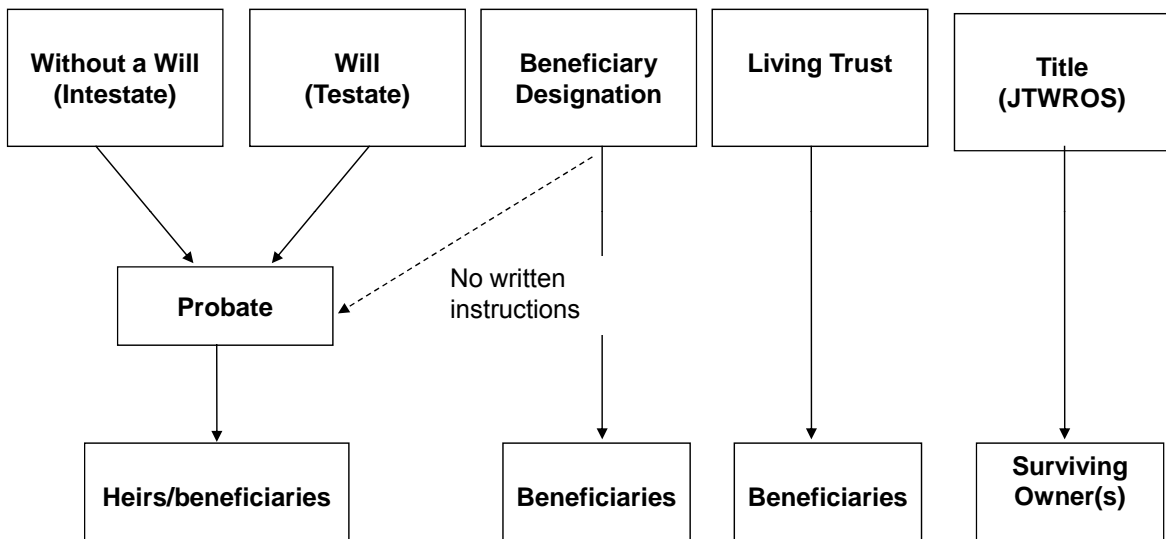 Without a Will
(Intestate)
Will
(Testate)
Beneficiary
Designation
Living Trust
Title
(JTWROS)
Probate
No written
instructions
Heirs/beneficiaries
Beneficiaries
Beneficiaries
Surviving
Owner(s)